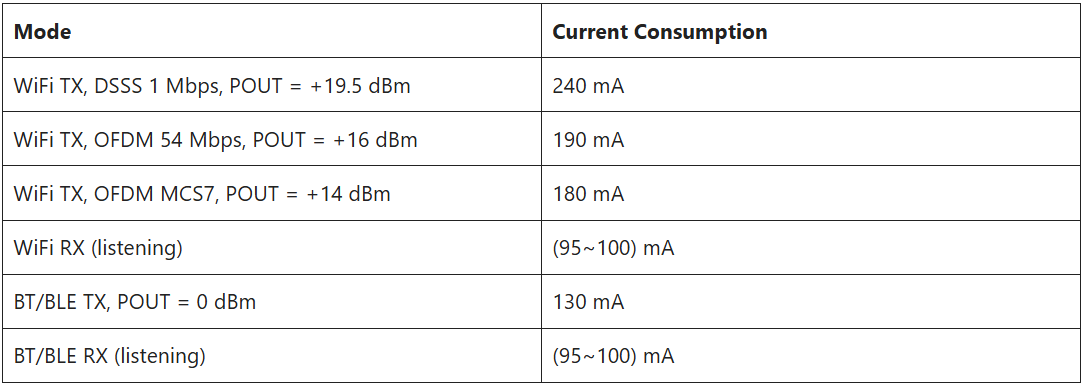 Mode Current Consumption
WiFi TX, DSSS 1 Mbps, POUT = +19.5 dBm 240 mA
WiFi TX, OFDM 54 Mbps, POUT = +16 dBm 190 mA
WiFi TX, OFDM MCS7, POUT = +14 dBm 180 mA
WiFi RX (listening) (95~100) mA
BT/BLE TX, POUT = 0 dBm 130 mA
BT/BLE RX (listening) (95~100) mA